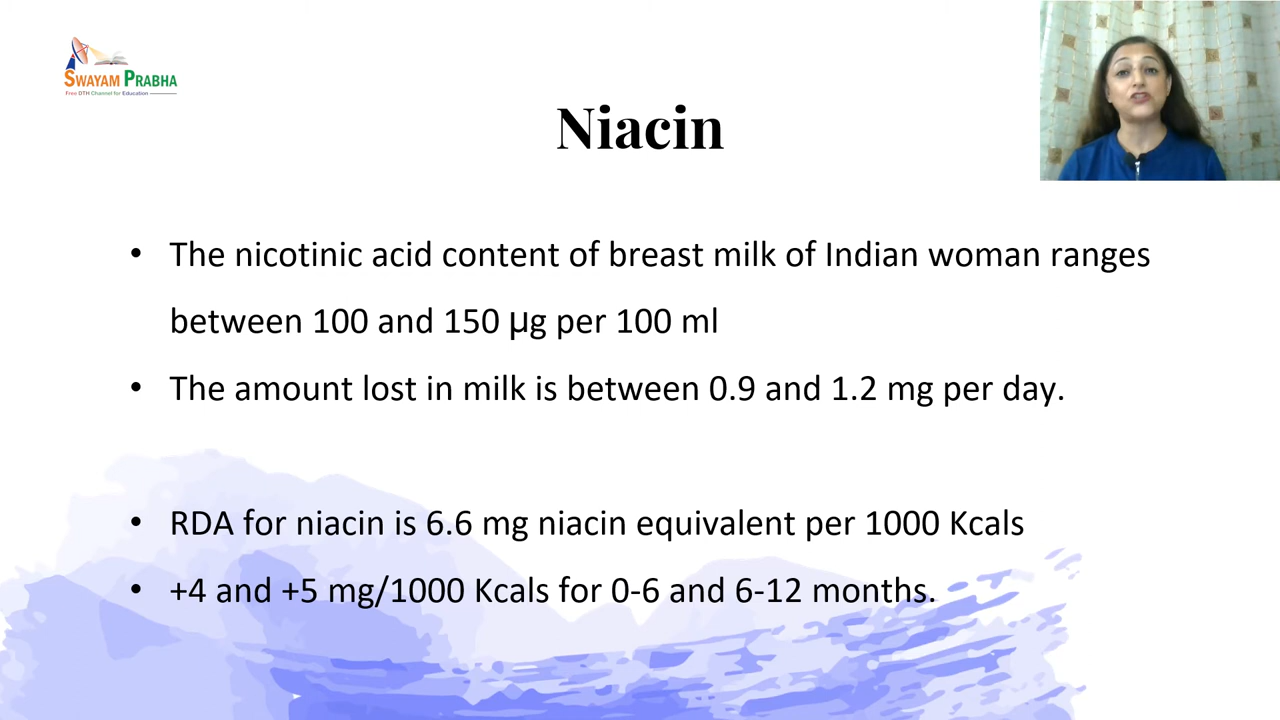 SWAYAM PRABHA
Free DTH Channel for Education
Niacin
• The nicotinic acid content of breast milk of Indian woman ranges
between 100 and 150 µg per 100 ml
• The amount lost in milk is between 0.9 and 1.2 mg per day.
• RDA for niacin is 6.6 mg niacin equivalent per 1000 Kcals
• +4 and +5 mg/1000 Kcals for 0-6 and 6-12 months.